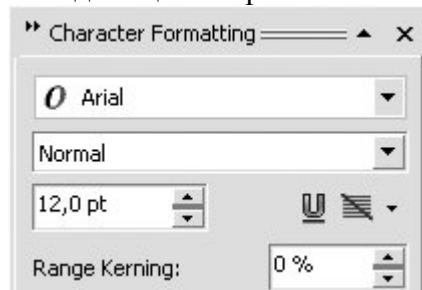 Character Formatting
O Arial
Normal
12,0 pt U
Range Kerning: 0 %